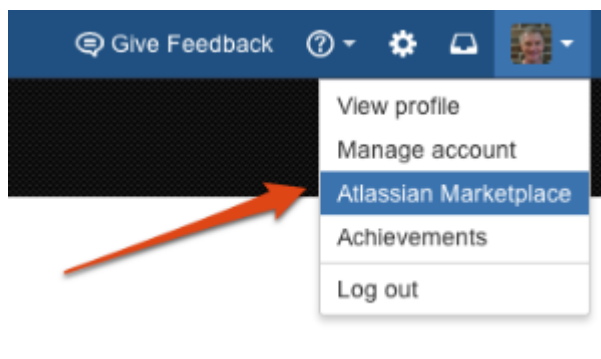 Give Feedback
View profile
Manage account
Atlassian Marketplace
Achievements
Log out